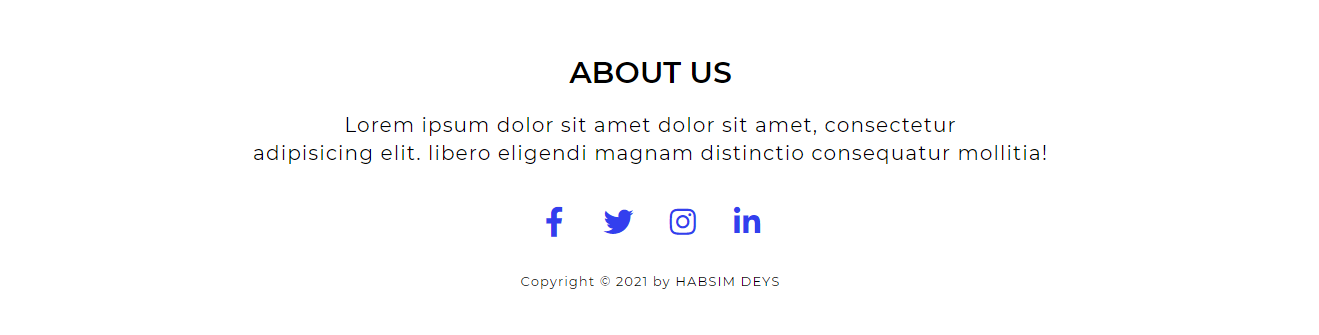 ABOUT US
Lorem ipsum dolor sit amet dolor sit amet, consectetur
adipisicing elit. libero eligendi magnam distinctio consequatur mollitia!
Copyright © 2021 by HABSIM DEYS